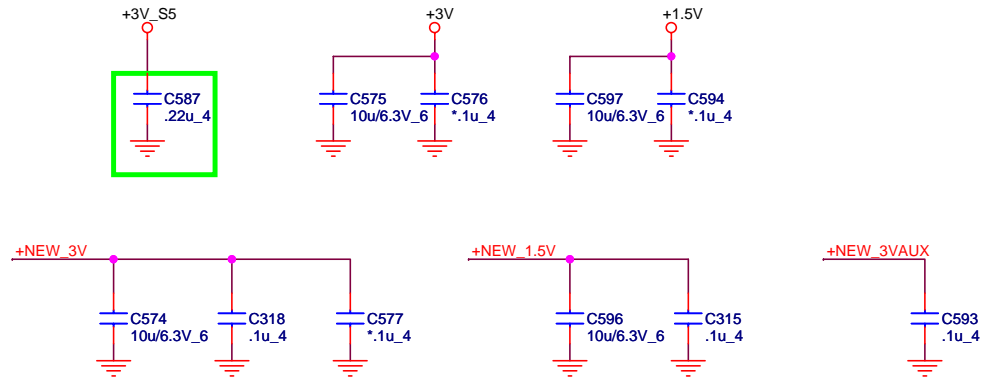 +3V_S5
+3V
+1.5V
C587
.22u_4
C575
10u/6.3V_6
C576
*.1u_4
C597
10u/6.3V_6
C594
*.1u_4
+NEW_3V
+NEW_1.5V
+NEW_3VAUX
C574
10u/6.3V_6
C318
.1u_4
C577
*.1u_4
C596
10u/6.3V_6
C315
.1u_4
C593
.1u_4